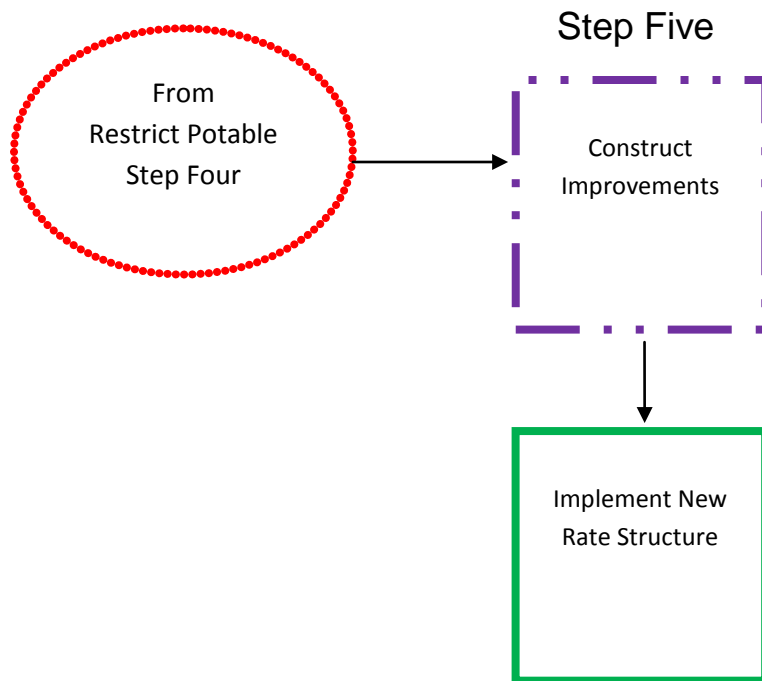 Step Five
From
Restrict Potable
Step Four
Construct
Improvements
Implement New
Rate Structure